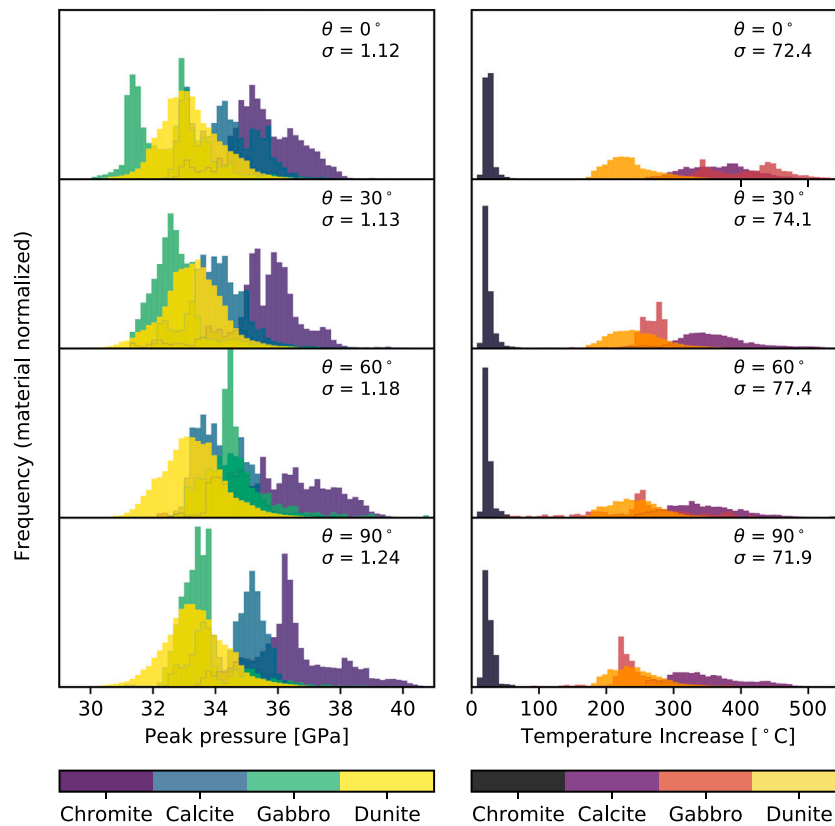 θ = 0°
σ = 1.12
θ = 30°
σ = 1.13
θ = 60°
σ = 1.18
θ = 90°
σ = 1.24
Frequency (material normalized)
30 32 34 36 38 40
Peak pressure [GPa]
Chromite Calcite Gabbro Dunite
θ = 0°
σ = 72.4
θ = 30°
σ = 74.1
θ = 60°
σ = 77.4
θ = 90°
σ = 71.9
0 100 200 300 400 500
Temperature Increase [°C]
Chromite Calcite Gabbro Dunite